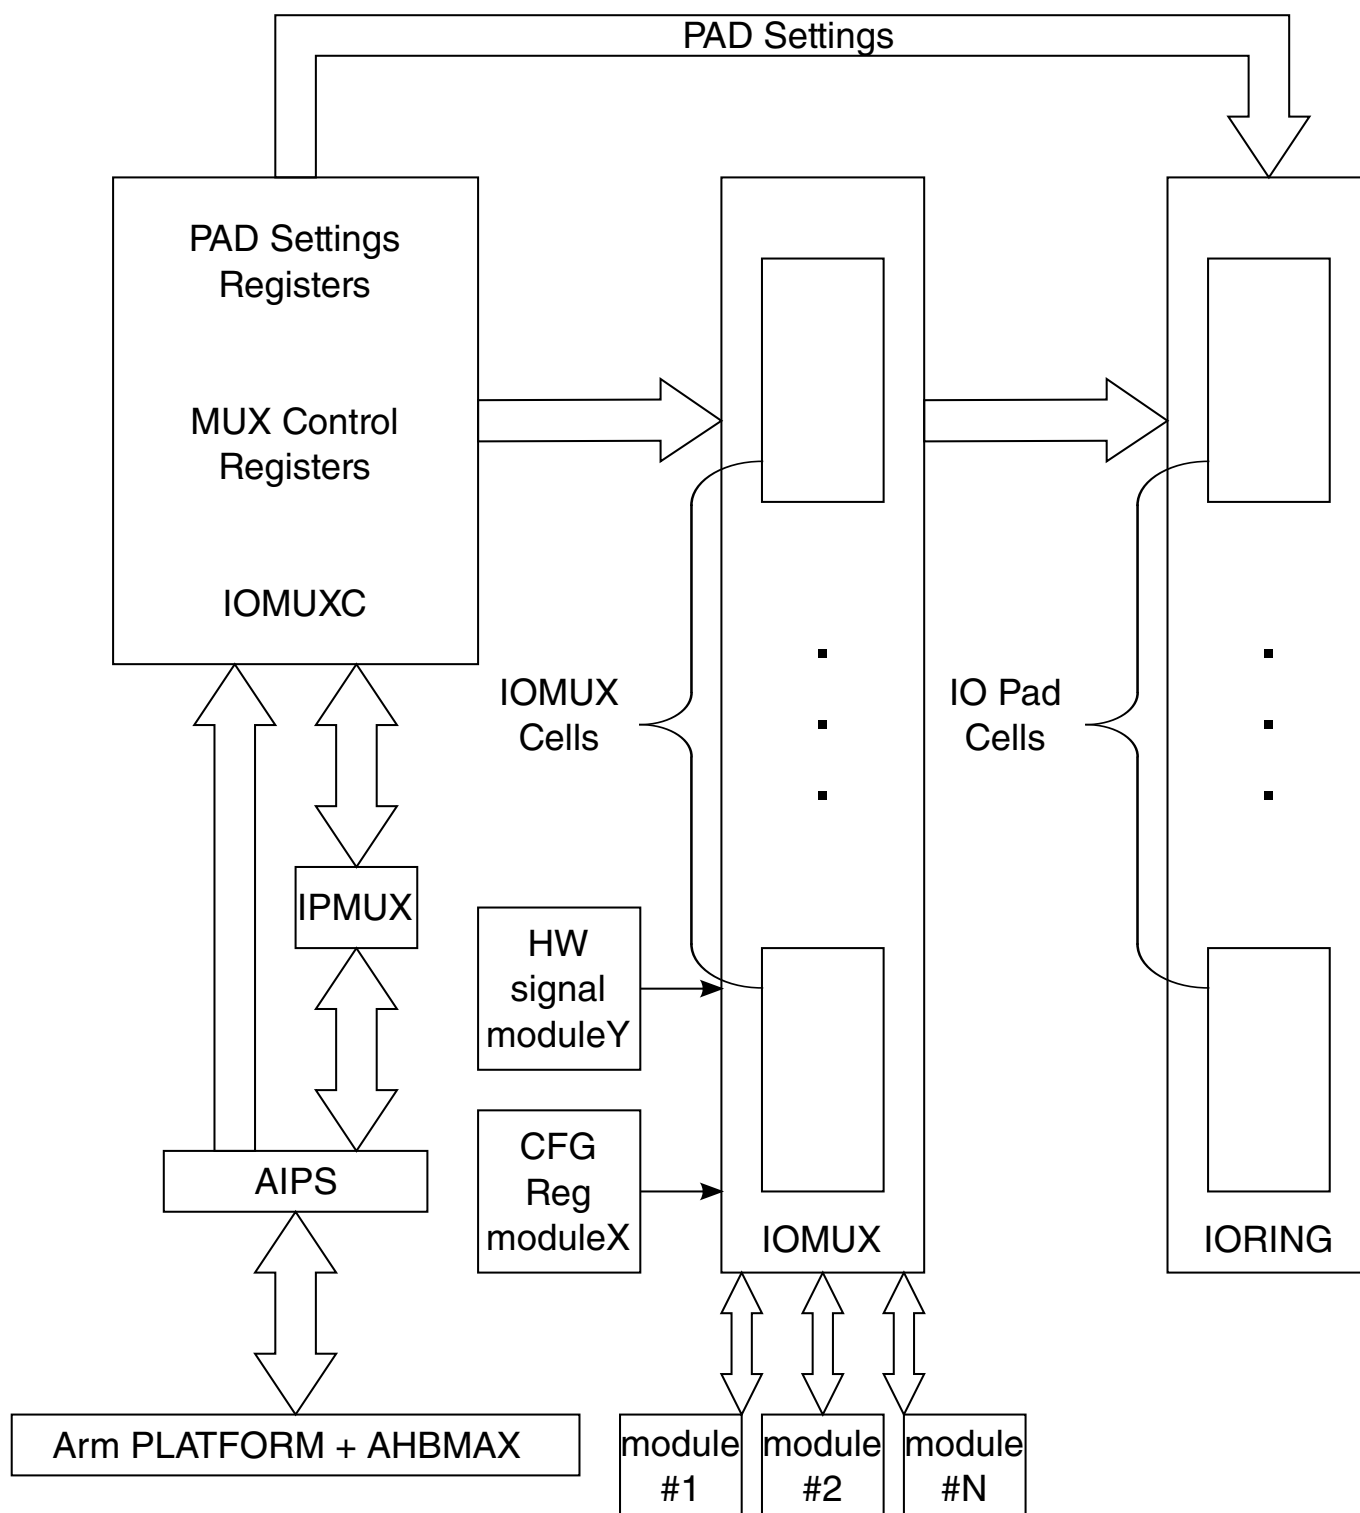 PAD Settings
PAD Settings
Registers
MUX Control
Registers
IOMUXC
IOMUX
Cells
IO Pad
Cells
IPMUX
HW
signal
moduleY
CFG
Reg
moduleX
AIPS
IOMUX
IORING
Arm PLATFORM + AHBMAX
module
#1
module
#2
module
#N